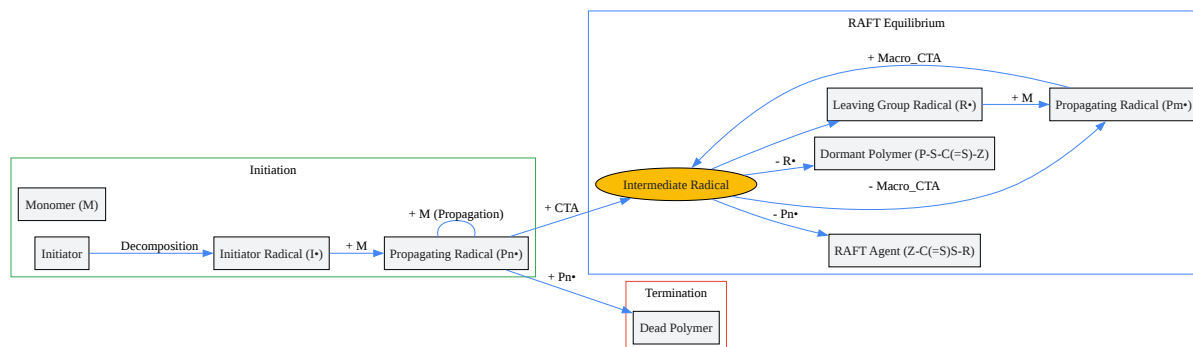 RAFT Equilibrium
+ Macro_CTA
Leaving Group Radical (R•)
+ M
Propagating Radical (Pm•)
Dormant Polymer (P-S-C(=S)-Z)
- R•
Intermediate Radical
- Macro_CTA
- Pn•
RAFT Agent (Z-C(=S)S-R)
Initiation
Monomer (M)
+ M (Propagation)
+ CTA
Initiator
Decomposition
Initiator Radical (I•)
+ M
Propagating Radical (Pn•)
+ Pn•
Termination
Dead Polymer